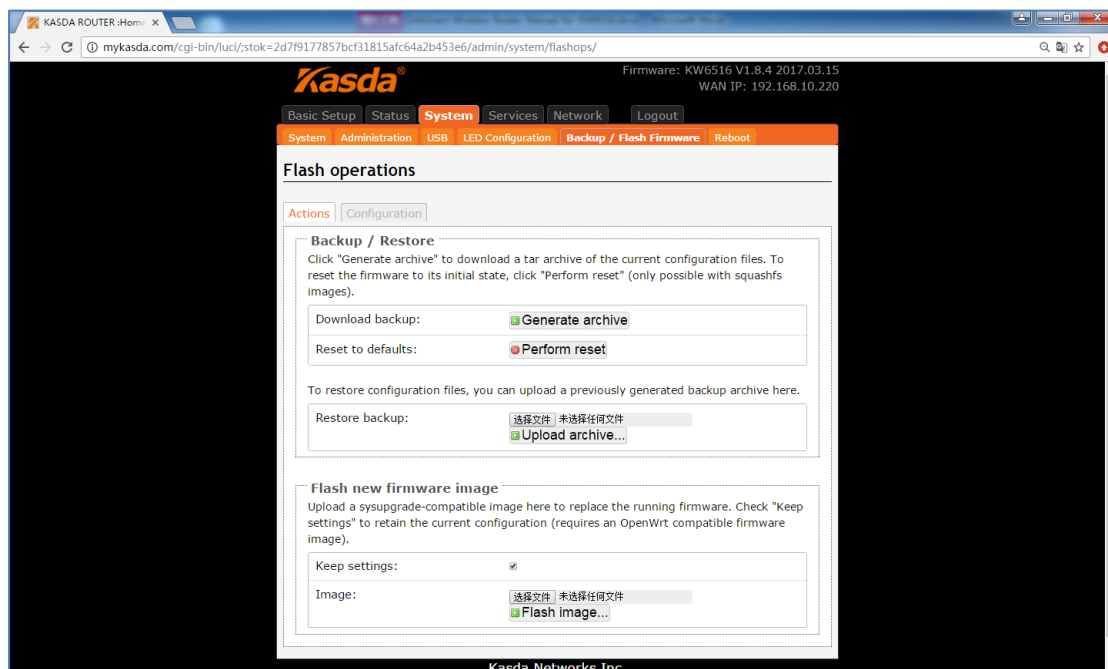 KASDA ROUTER :Home
mykasda.com/cgi-bin/luci/;stok=2d7f9177857bcf31815afc64a2b453e6/admin/system/flashops/
Kasda®
Firmware: KW6516 V1.8.4 2017.03.15
WAN IP: 192.168.10.220
Basic Setup Status System Services Network Logout
System Administration USB LED Configuration Backup / Flash Firmware Reboot
Flash operations
Actions Configuration
Backup / Restore
Click "Generate archive" to download a tar archive of the current configuration files. To
reset the firmware to its initial state, click "Perform reset" (only possible with squashfs
images).
Download backup: Generate archive
Reset to defaults: Perform reset
To restore configuration files, you can upload a previously generated backup archive here.
Restore backup: 选择文件 未选择任何文件
Upload archive...
Flash new firmware image
Upload a sysupgrade-compatible image here to replace the running firmware. Check "Keep
settings" to retain the current configuration (requires an OpenWrt compatible firmware
image).
Keep settings:
Image: 选择文件 未选择任何文件
Flash image...
Kasda Networks Inc